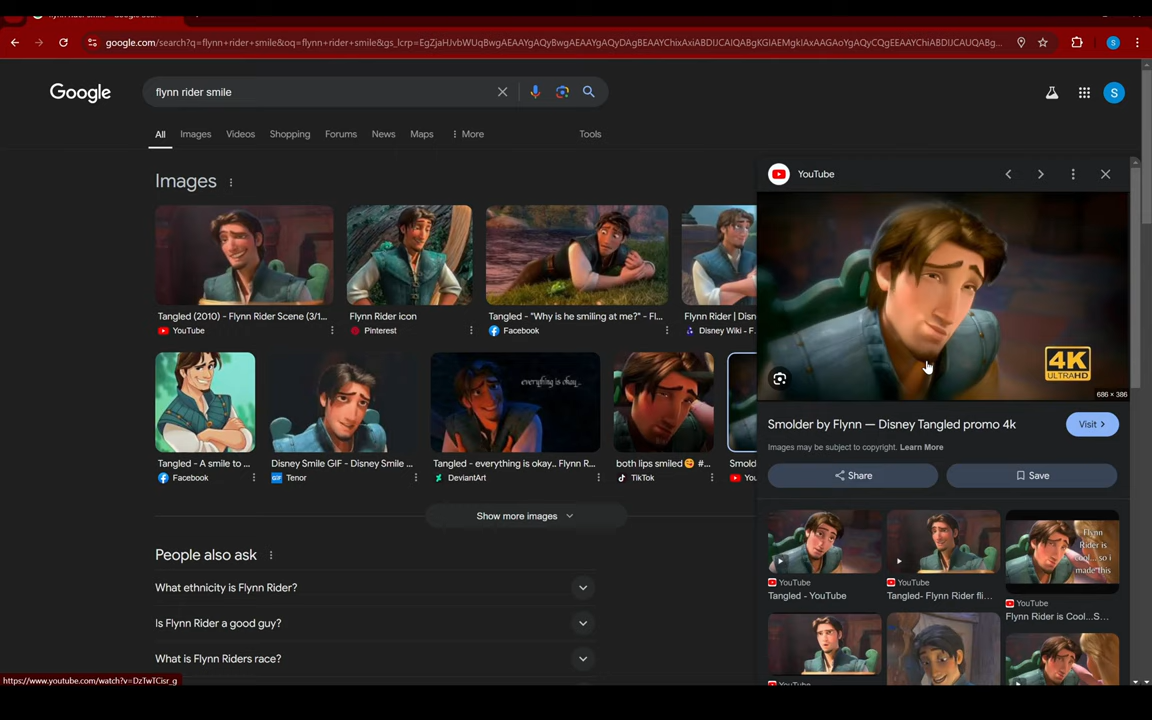 google.com/search?q=flynn+rider+smile&oq=flynn+rider+smile&gs_lcrp=EgZjaHJvbWUqBwgAEAAYgAQyBwgAEAAYgAQyDAgBEAAYChixAxiABDIJCAIQABgKGIAEMgkIAxAAGAoYgAQyCQgEEAAYChiABDIJCAUQABg...
Google
flynn rider smile
S
S
All
Images
Videos
Shopping
Forums
News
Maps
More
Tools
Images
YouTube
4K
ULTRAHD
686 × 386
Tangled (2010) - Flynn Rider Scene (3/1...
YouTube
Flynn Rider icon
Pinterest
Tangled - "Why is he smiling at me?" - Fl...
Facebook
Flynn Rider | Disn
Disney Wiki - F
everything is okay..
Tangled - A smile to ...
Facebook
Disney Smile GIF - Disney Smile ...
GIF
Tenor
Tangled - everything is okay.. Flynn R...
DeviantArt
both lips smiled 😋 #...
TikTok
Smold
You
Smolder by Flynn — Disney Tangled promo 4k
Visit
Images may be subject to copyright. Learn More
Share
Save
Show more images
People also ask
What ethnicity is Flynn Rider?
Is Flynn Rider a good guy?
What is Flynn Riders race?
YouTube
Tangled - YouTube
YouTube
Tangled- Flynn Rider fli...
Flynn
Rider is
cool... so i
made this
YouTube
Flynn Rider is Cool...S...
YouTube
https://www.youtube.com/watch?v=DzTwTCisr_g